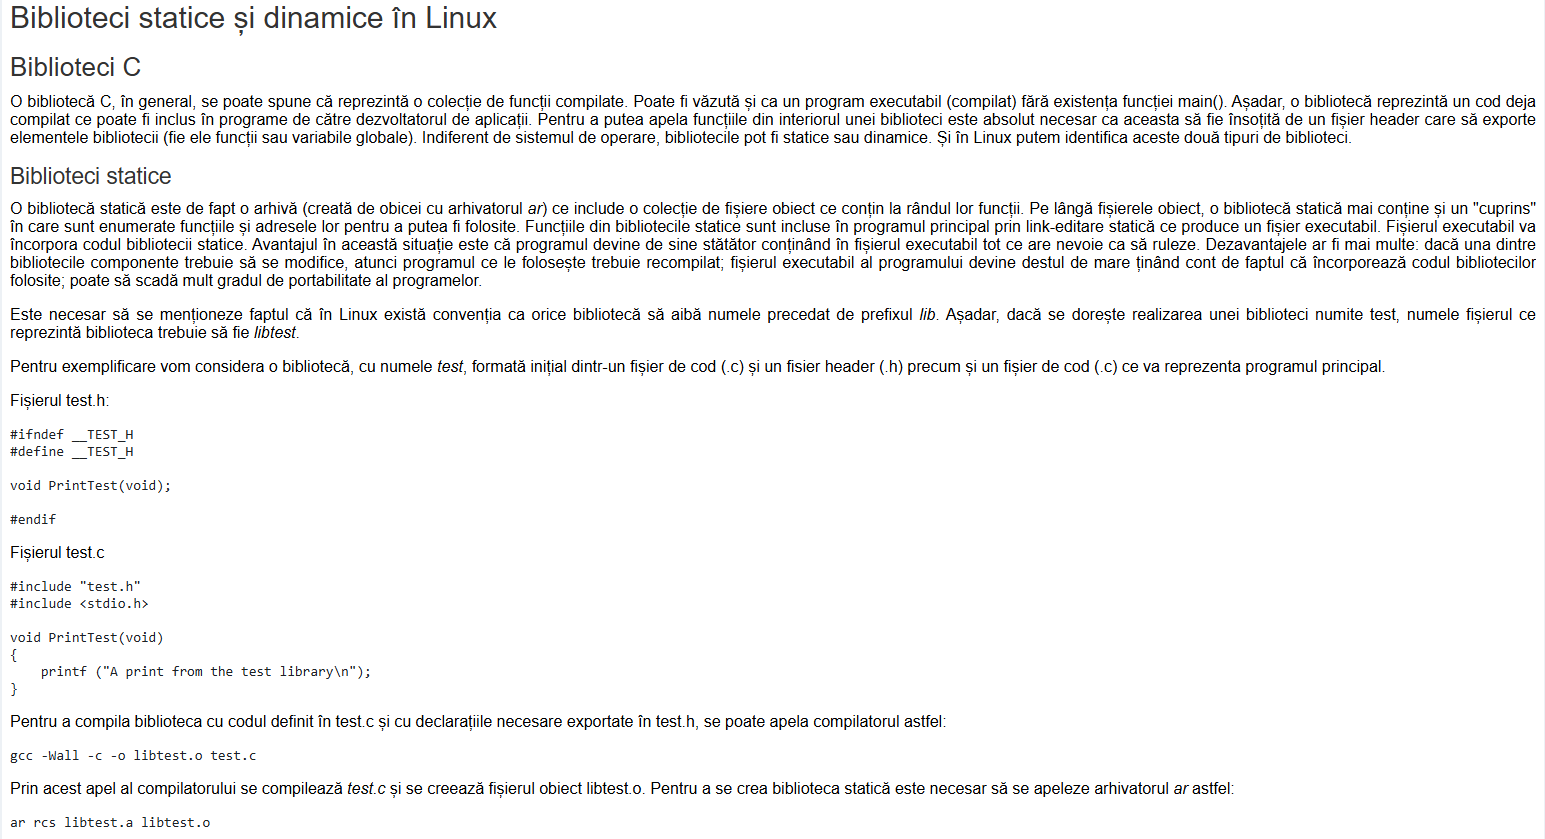 Biblioteci statice și dinamice în Linux
Biblioteci C
O bibliotecă C, în general, se poate spune că reprezintă o colecție de funcții compilate. Poate fi văzută și ca un program executabil (compilat) fără existența funcției main(). Așadar, o bibliotecă reprezintă un cod deja
compilat ce poate fi inclus în programe de către dezvoltatorul de aplicații. Pentru a putea apela funcțiile din interiorul unei biblioteci este absolut necesar ca aceasta să fie însoțită de un fișier header care să exporte
elementele bibliotecii (fie ele funcții sau variabile globale). Indiferent de sistemul de operare, bibliotecile pot fi statice sau dinamice. Și în Linux putem identifica aceste două tipuri de biblioteci.
Biblioteci statice
O bibliotecă statică este de fapt o arhivă (creată de obicei cu arhivatorul ar) ce include o colecție de fișiere obiect ce conțin la rândul lor funcții. Pe lângă fișierele obiect, o bibliotecă statică mai conține și un "cuprins"
în care sunt enumerate funcțiile și adresele lor pentru a putea fi folosite. Funcțiile din bibliotecile statice sunt incluse în programul principal prin link-editare statică ce produce un fișier executabil. Fișierul executabil va
încorpora codul bibliotecii statice. Avantajul în această situație este că programul devine de sine stătător conținând în fișierul executabil tot ce are nevoie ca să ruleze. Dezavantajele ar fi mai multe: dacă una dintre
bibliotecile componente trebuie să se modifice, atunci programul ce le folosește trebuie recompilat; fișierul executabil al programului devine destul de mare ținând cont de faptul că încorporează codul bibliotecilor
folosite; poate să scadă mult gradul de portabilitate al programelor.
Este necesar să se menționeze faptul că în Linux există convenția ca orice bibliotecă să aibă numele precedat de prefixul lib. Așadar, dacă se dorește realizarea unei biblioteci numite test, numele fișierul ce
reprezintă biblioteca trebuie să fie libtest.
Pentru exemplificare vom considera o bibliotecă, cu numele test, formată inițial dintr-un fișier de cod (.c) și un fisier header (.h) precum și un fișier de cod (.c) ce va reprezenta programul principal.
Fișierul test.h:
#ifndef __TEST_H
#define __TEST_H
void PrintTest(void);
#endif
Fișierul test.c
#include "test.h"
#include <stdio.h>
void PrintTest(void)
{
    printf ("A print from the test library\n");
}
Pentru a compila biblioteca cu codul definit în test.c și cu declarațiile necesare exportate în test.h, se poate apela compilatorul astfel:
gcc -Wall -c -o libtest.o test.c
Prin acest apel al compilatorului se compilează test.c și se creează fișierul obiect libtest.o. Pentru a se crea biblioteca statică este necesar să se apeleze arhivatorul ar astfel:
ar rcs libtest.a libtest.o